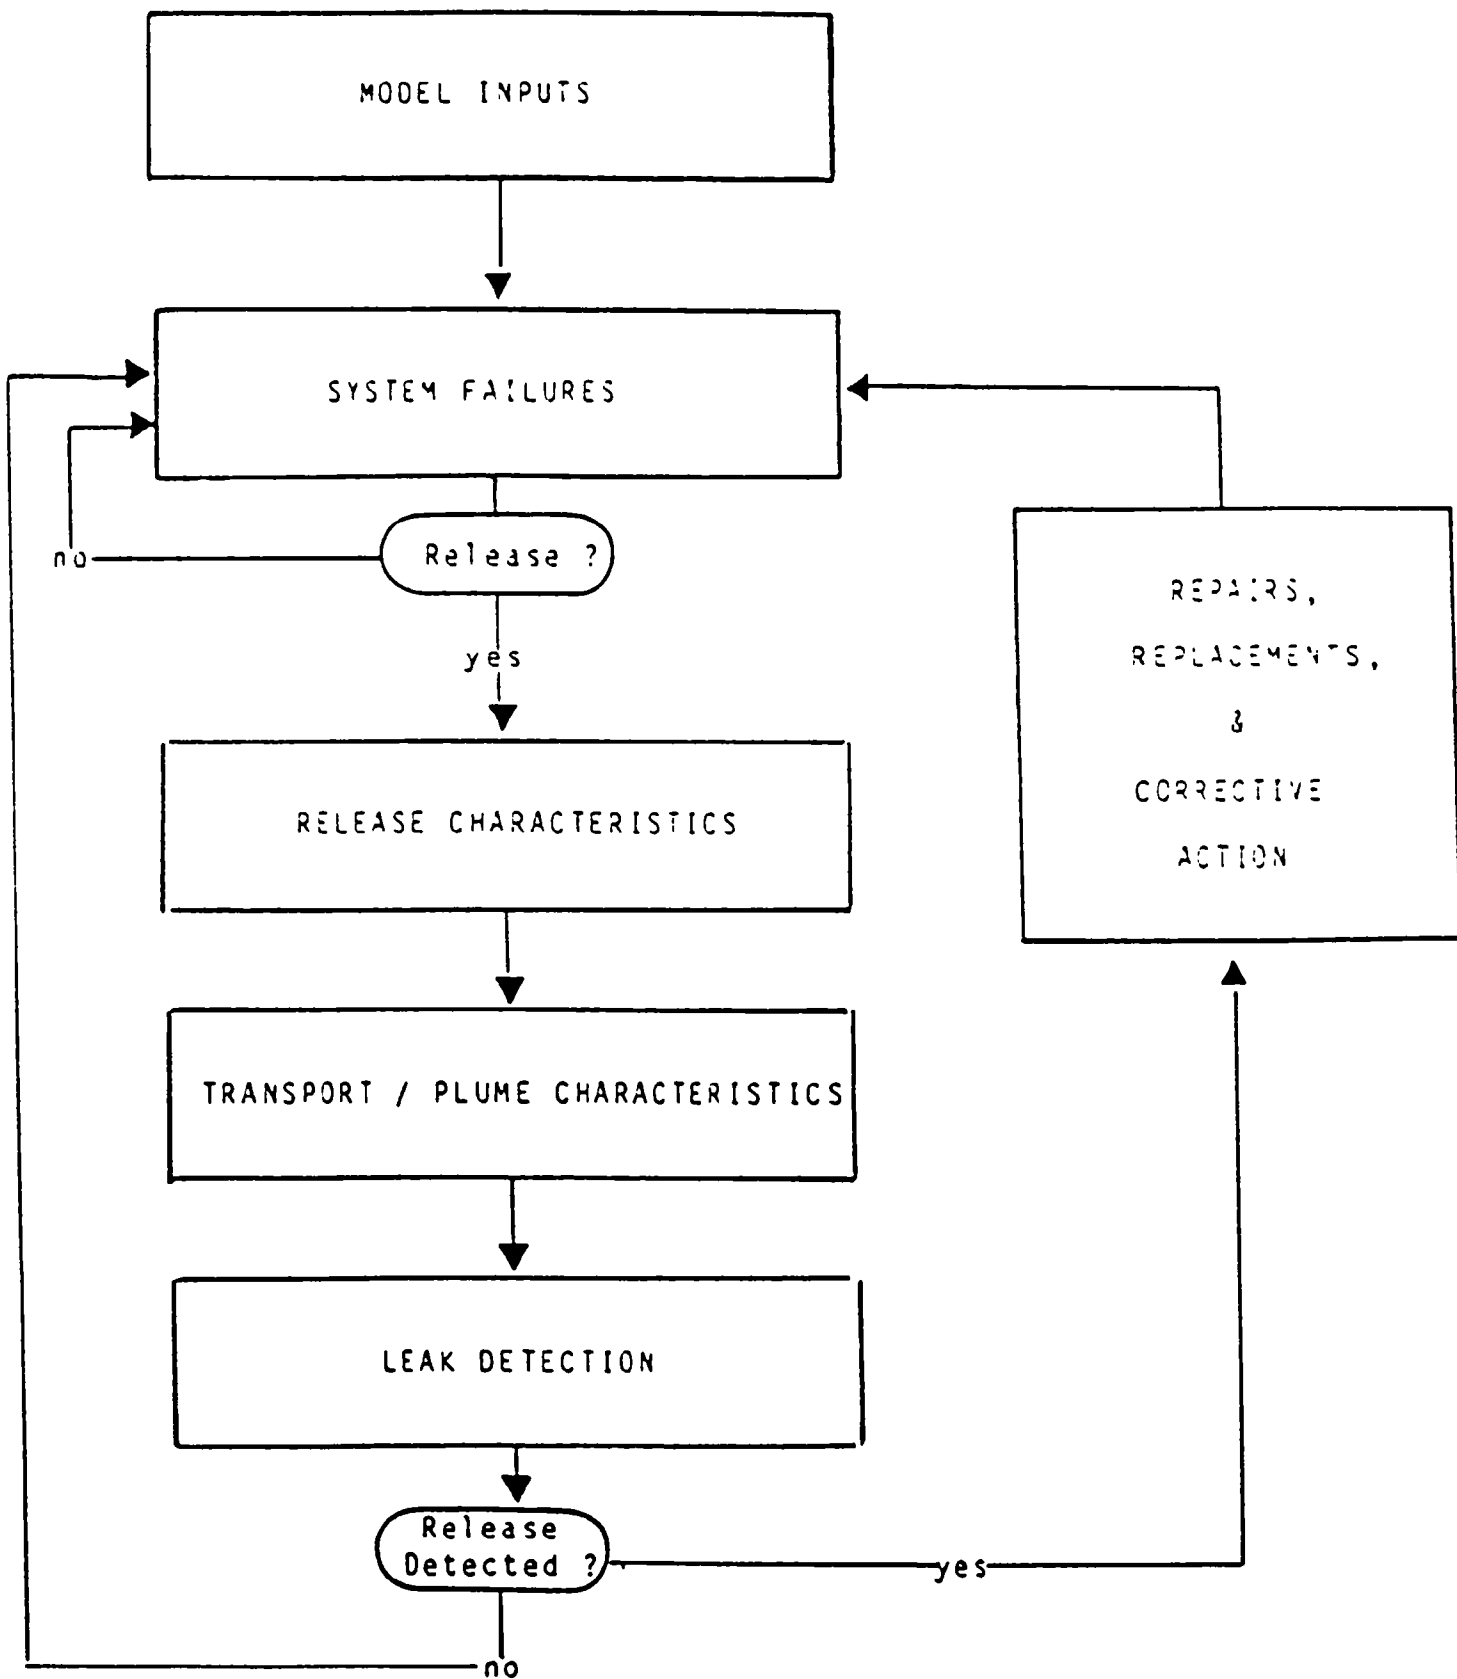 MODEL INPUTS
SYSTEM FAILURES
no
Release ?
yes
REPAIRS,
REPLACEMENTS,
&
CORRECTIVE
ACTION
RELEASE CHARACTERISTICS
TRANSPORT / PLUME CHARACTERISTICS
LEAK DETECTION
Release
Detected ?
yes
no